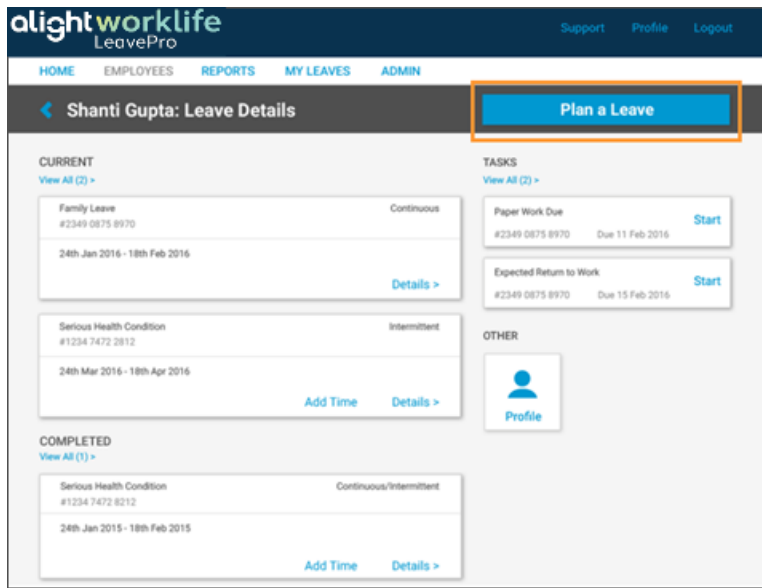 alightworklife
LeavePro
Support Profile Logout
HOME EMPLOYEES REPORTS MY LEAVES ADMIN
Shanti Gupta: Leave Details
Plan a Leave
CURRENT
View All (2) >
Family Leave Continuous
#2349 0875 8970
24th Jan 2016 - 18th Feb 2016
Details >
Serious Health Condition Intermittent
#1234 7472 2812
24th Mar 2016 - 18th Apr 2016
Add Time Details >
COMPLETED
View All (1) >
Serious Health Condition Continuous/Intermittent
#1234 7472 8212
24th Jan 2015 - 18th Feb 2015
Add Time Details >
TASKS
View All (2) >
Paper Work Due
Start
#2349 0875 8970 Due 11 Feb 2016
Expected Return to Work
Start
#2349 0875 8970 Due 15 Feb 2016
OTHER
Profile